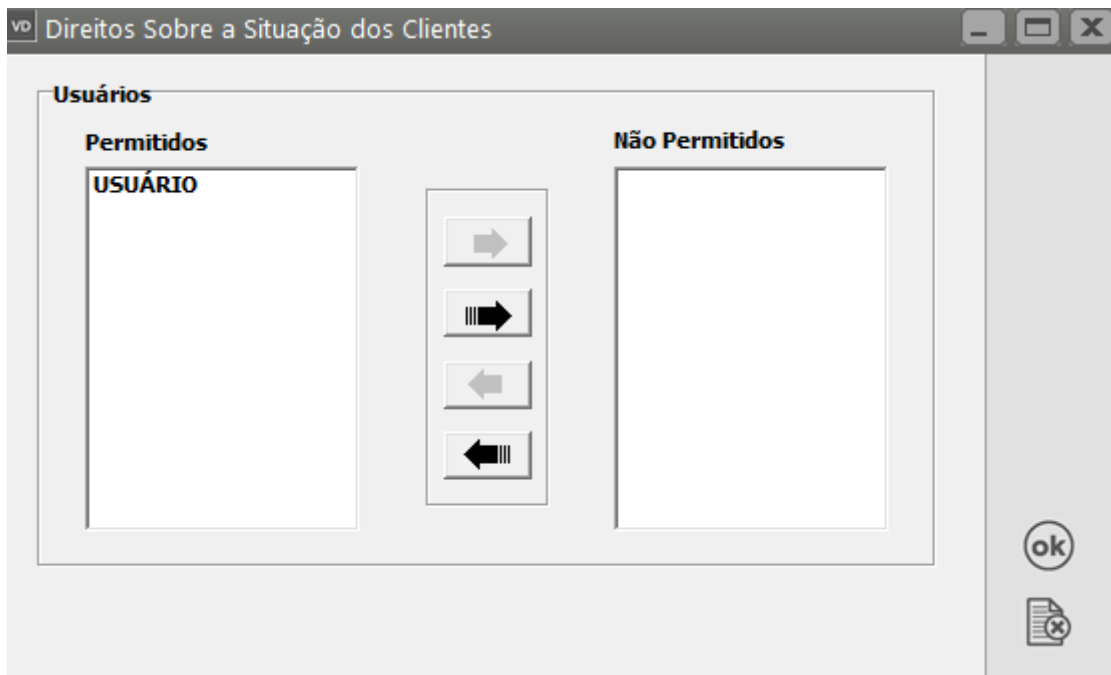 VD Direitos Sobre a Situação dos Clientes
Usuários
Permitidos
Não Permitidos
USUÁRIO
ok